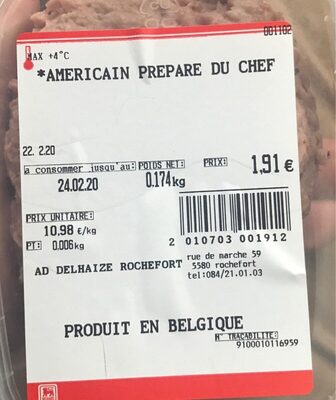 001102
MAX +4°C
*AMERICAIN PREPARE DU CHEF
22. 2.20
a consommer jusqu'au: POIDS NET: PRIX: 1,91 €
24.02.20 0.174kg
PRIX UNITAIRE:
10,98 €/kg
PT: 0.006kg
2 010703 001912
AD DELHAIZE ROCHEFORT rue de marche 59
5580 rochefort
tel:084/21.01.03
PRODUIT EN BELGIQUE
N° TRACABILITE:
9100010116959